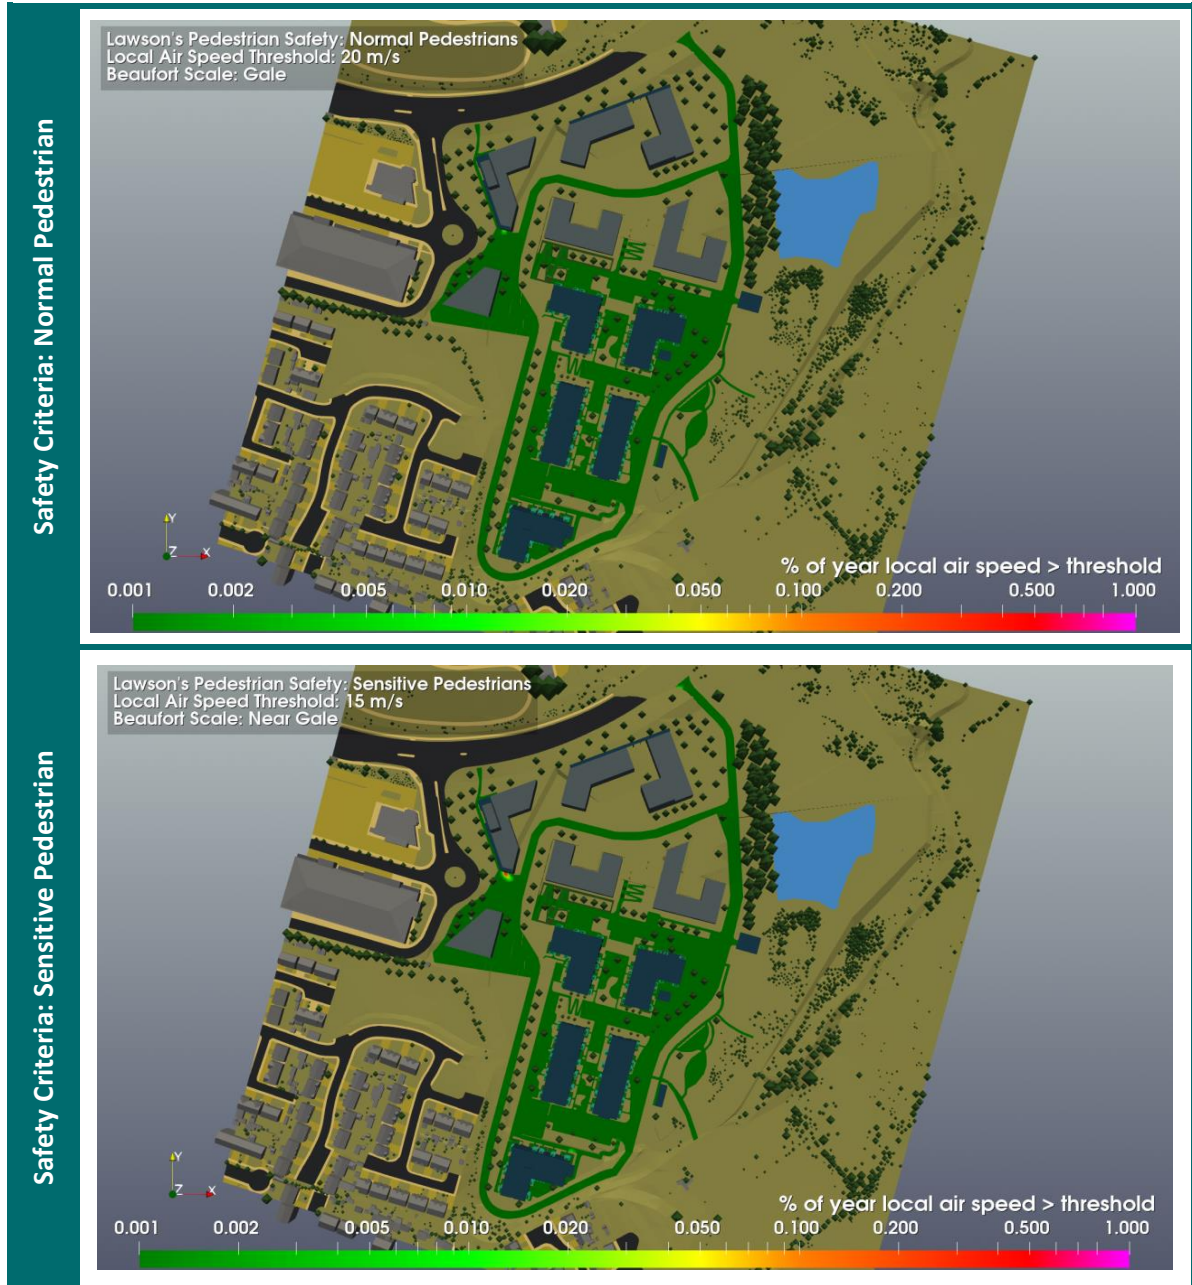 Safety Criteria: Normal Pedestrian
Lawson's Pedestrian Safety: Normal Pedestrians
Local Air Speed Threshold: 20 m/s
Beaufort Scale: Gale
Y
Z X
% of year local air speed > threshold
0.001 0.002 0.005 0.010 0.020 0.050 0.100 0.200 0.500 1.000
Safety Criteria: Sensitive Pedestrian
Lawson's Pedestrian Safety: Sensitive Pedestrians
Local Air Speed Threshold: 15 m/s
Beaufort Scale: Near Gale
Y
Z X
% of year local air speed > threshold
0.001 0.002 0.005 0.010 0.020 0.050 0.100 0.200 0.500 1.000